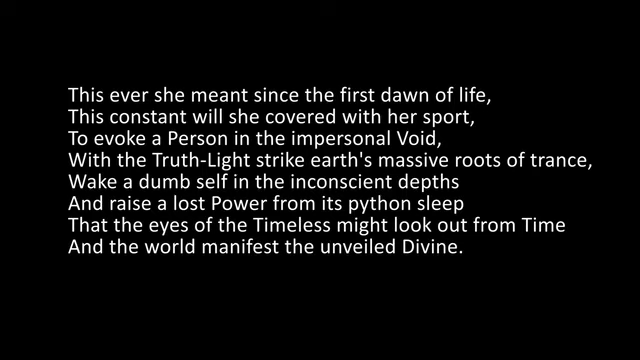 This ever she meant since the first dawn of life,
This constant will she covered with her sport,
To evoke a Person in the impersonal Void,
With the Truth-Light strike earth's massive roots of trance,
Wake a dumb self in the inconscient depths
And raise a lost Power from its python sleep
That the eyes of the Timeless might look out from Time
And the world manifest the unveiled Divine.